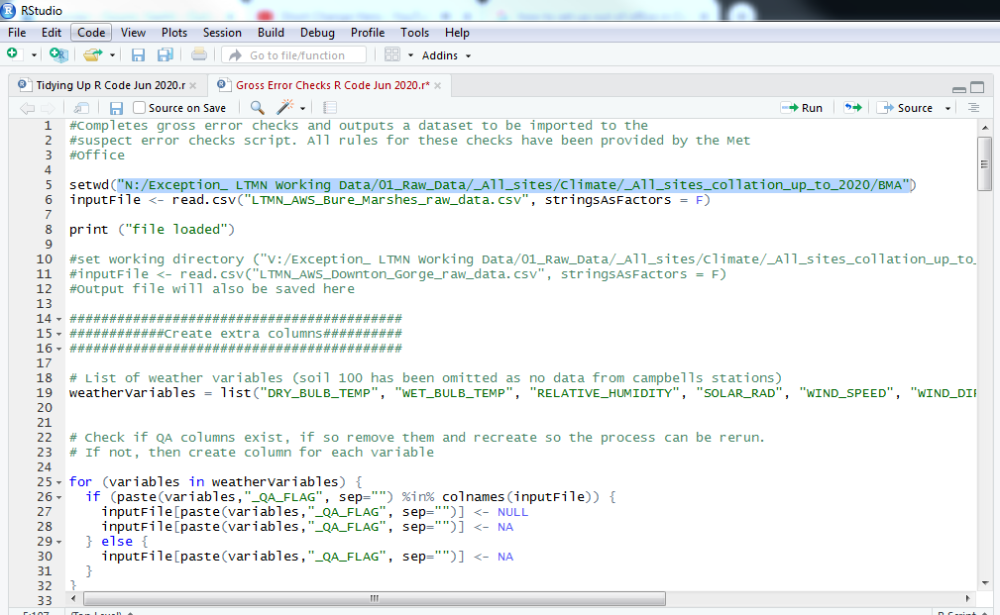 RStudio
File Edit Code View Plots Session Build Debug Profile Tools Help
Go to file/function Addins
Tidying Up R Code Jun 2020.r × Gross Error Checks R Code Jun 2020.r* ×
Source on Save Run Source
1 #Completes gross error checks and outputs a dataset to be imported to the
2 #suspect error checks script. All rules for these checks have been provided by the Met
3 #Office
4
5 setwd("N:/Exception_ LTMN Working Data/01_Raw_Data/_All_sites/Climate/_All_sites_collation_up_to_2020/BMA")
6 inputFile <- read.csv("LTMN_AWS_Bure_Marshes_raw_data.csv", stringsAsFactors = F)
7
8 print ("file loaded")
9
10 #set working directory ("V:/Exception_ LTMN Working Data/01_Raw_Data/_All_sites/Climate/_All_sites_collation_up_to_
11 #inputFile <- read.csv("LTMN_AWS_Downton_Gorge_raw_data.csv", stringsAsFactors = F)
12 #Output file will also be saved here
13
14 ##########################################
15 ############Create extra columns##########
16 ##########################################
17
18 # List of weather variables (soil 100 has been omitted as no data from campbells stations)
19 weatherVariables = list("DRY_BULB_TEMP", "WET_BULB_TEMP", "RELATIVE_HUMIDITY", "SOLAR_RAD", "WIND_SPEED", "WIND_DIR
20
21
22 # Check if QA columns exist, if so remove them and recreate so the process can be rerun.
23 # If not, then create column for each variable
24
25 for (variables in weatherVariables) {
26 if (paste(variables,"_QA_FLAG", sep="") %in% colnames(inputFile)) {
27 inputFile[paste(variables,"_QA_FLAG", sep="")] <- NULL
28 inputFile[paste(variables,"_QA_FLAG", sep="")] <- NA
29 } else {
30 inputFile[paste(variables,"_QA_FLAG", sep="")] <- NA
31 }
32 }
33